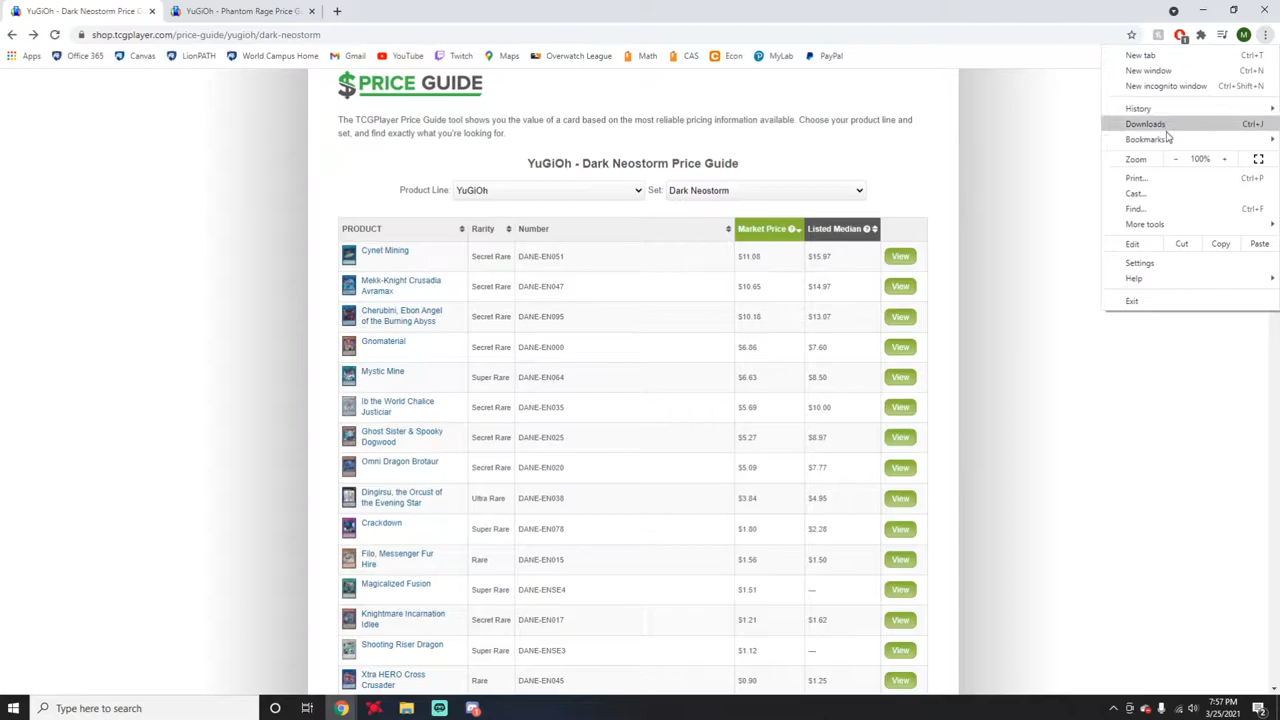 YuGiOh - Dark Neostorm Price G
YuGiOh - Phantom Rage Price G
shop.tcgplayer.com/price-guide/yugioh/dark-neostorm
Apps Office 365 Canvas LionPATH World Campus Home Gmail YouTube Twitch Maps Overwatch League Math Econ MyLab PayPal
New tab Ctrl+T
New window Ctrl+N
New incognito window Ctrl+Shift+N
History
Downloads Ctrl+J
Bookmarks
Zoom - 100% +
Print... Ctrl+P
Cast...
Find... Ctrl+F
More tools
Edit Cut Copy Paste
Settings
Help
Exit
$PRICE GUIDE
The TCGPlayer Price Guide tool shows you the value of a card based on the most reliable pricing information available. Choose your product line and
set, and find exactly what you're looking for.
YuGiOh - Dark Neostorm Price Guide
Product Line: YuGiOh Set: Dark Neostorm
PRODUCT Rarity Number Market Price Listed Median
Cynet Mining Secret Rare DANE-EN051 $11.08 $15.97 View
Mekk-Knight Crusadia
Avramax Secret Rare DANE-EN047 $10.65 $14.97 View
Cherubini, Ebon Angel
of the Burning Abyss Secret Rare DANE-EN095 $10.18 $13.07 View
Gnomaterial Secret Rare DANE-EN000 $6.86 $7.60 View
Mystic Mine Super Rare DANE-EN064 $6.63 $8.50 View
Ib the World Chalice
Justiciar Secret Rare DANE-EN035 $5.69 $10.00 View
Ghost Sister & Spooky
Dogwood Secret Rare DANE-EN025 $5.27 $8.97 View
Omni Dragon Brotaur Secret Rare DANE-EN020 $5.09 $7.77 View
Dingirsu, the Orcust of
the Evening Star Ultra Rare DANE-EN038 $3.84 $4.95 View
Crackdown Super Rare DANE-EN078 $1.80 $2.28 View
Filo, Messenger Fur
Hire Rare DANE-EN015 $1.56 $1.50 View
Magicalized Fusion Super Rare DANE-ENSE4 $1.51 — View
Knightmare Incarnation
Idlee Secret Rare DANE-EN017 $1.21 $1.62 View
Shooting Riser Dragon Super Rare DANE-ENSE3 $1.12 — View
Xtra HERO Cross
Crusader Rare DANE-EN045 $0.90 $1.25 View
Type here to search
7:57 PM
3/25/2021